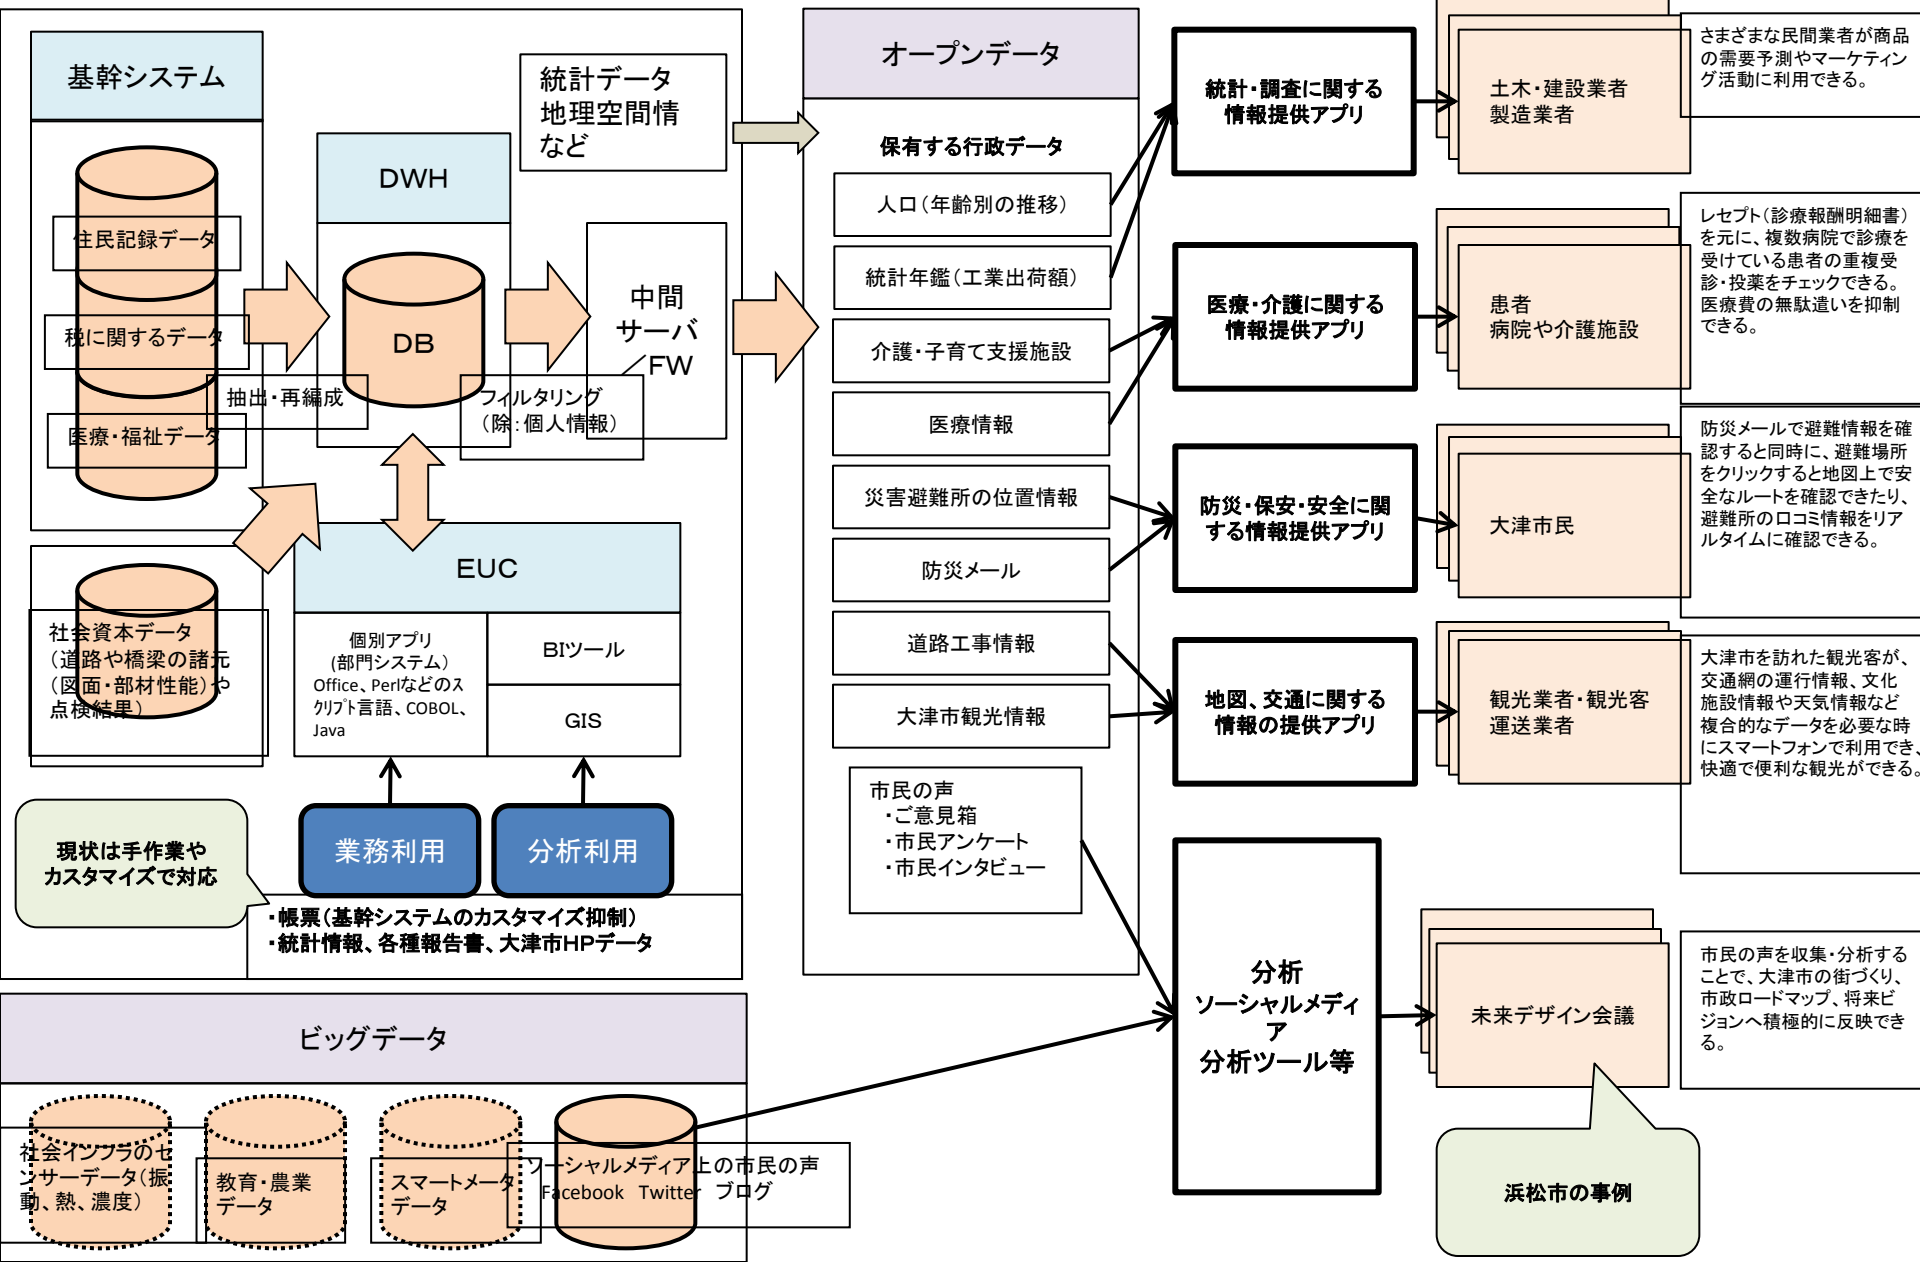 基幹システム
住民記録データ
税に関するデータ
医療・福祉データ
抽出・再編成
社会資本データ
（道路や橋梁の諸元
（図面・部材性能）や
点検結果）
DWH
DB
統計データ
地理空間情
など
中間
サーバ
／FW
フィルタリング
（除：個人情報）
EUC
個別アプリ
(部門システム）
Office、Perlなどのス
クリプト言語、COBOL、
Java
BIツール
GIS
業務利用
分析利用
現状は手作業や
カスタマイズで対応
・帳票（基幹システムのカスタマイズ抑制）
・統計情報、各種報告書、大津市HPデータ
ビッグデータ
社会インフラのセ
ンサーデータ（振
動、熱、濃度）
教育・農業
データ
スマートメータ
データ
ソーシャルメディア上の市民の声
Facebook Twitter ブログ
オープンデータ
保有する行政データ
人口（年齢別の推移）
統計年鑑（工業出荷額）
介護・子育て支援施設
医療情報
災害避難所の位置情報
防災メール
道路工事情報
大津市観光情報
市民の声
・ご意見箱
・市民アンケート
・市民インタビュー
統計・調査に関する
情報提供アプリ
医療・介護に関する
情報提供アプリ
防災・保安・安全に関
する情報提供アプリ
地図、交通に関する
情報の提供アプリ
分析
ソーシャルメディ
ア
分析ツール等
土木・建設業者
製造業者
患者
病院や介護施設
大津市民
観光業者・観光客
運送業者
未来デザイン会議
浜松市の事例
さまざまな民間業者が商品
の需要予測やマーケティン
グ活動に利用できる。
レセプト（診療報酬明細書）
を元に、複数病院で診療を
受けている患者の重複受
診・投薬をチェックできる。
医療費の無駄遣いを抑制
できる。
防災メールで避難情報を確
認すると同時に、避難場所
をクリックすると地図上で安
全なルートを確認できたり、
避難所の口コミ情報をリア
ルタイムに確認できる。
大津市を訪れた観光客が、
交通網の運行情報、文化
施設情報や天気情報など
複合的なデータを必要な時
にスマートフォンで利用でき、
快適で便利な観光ができる。
市民の声を収集・分析する
ことで、大津市の街づくり、
市政ロードマップ、将来ビ
ジョンへ積極的に反映でき
る。